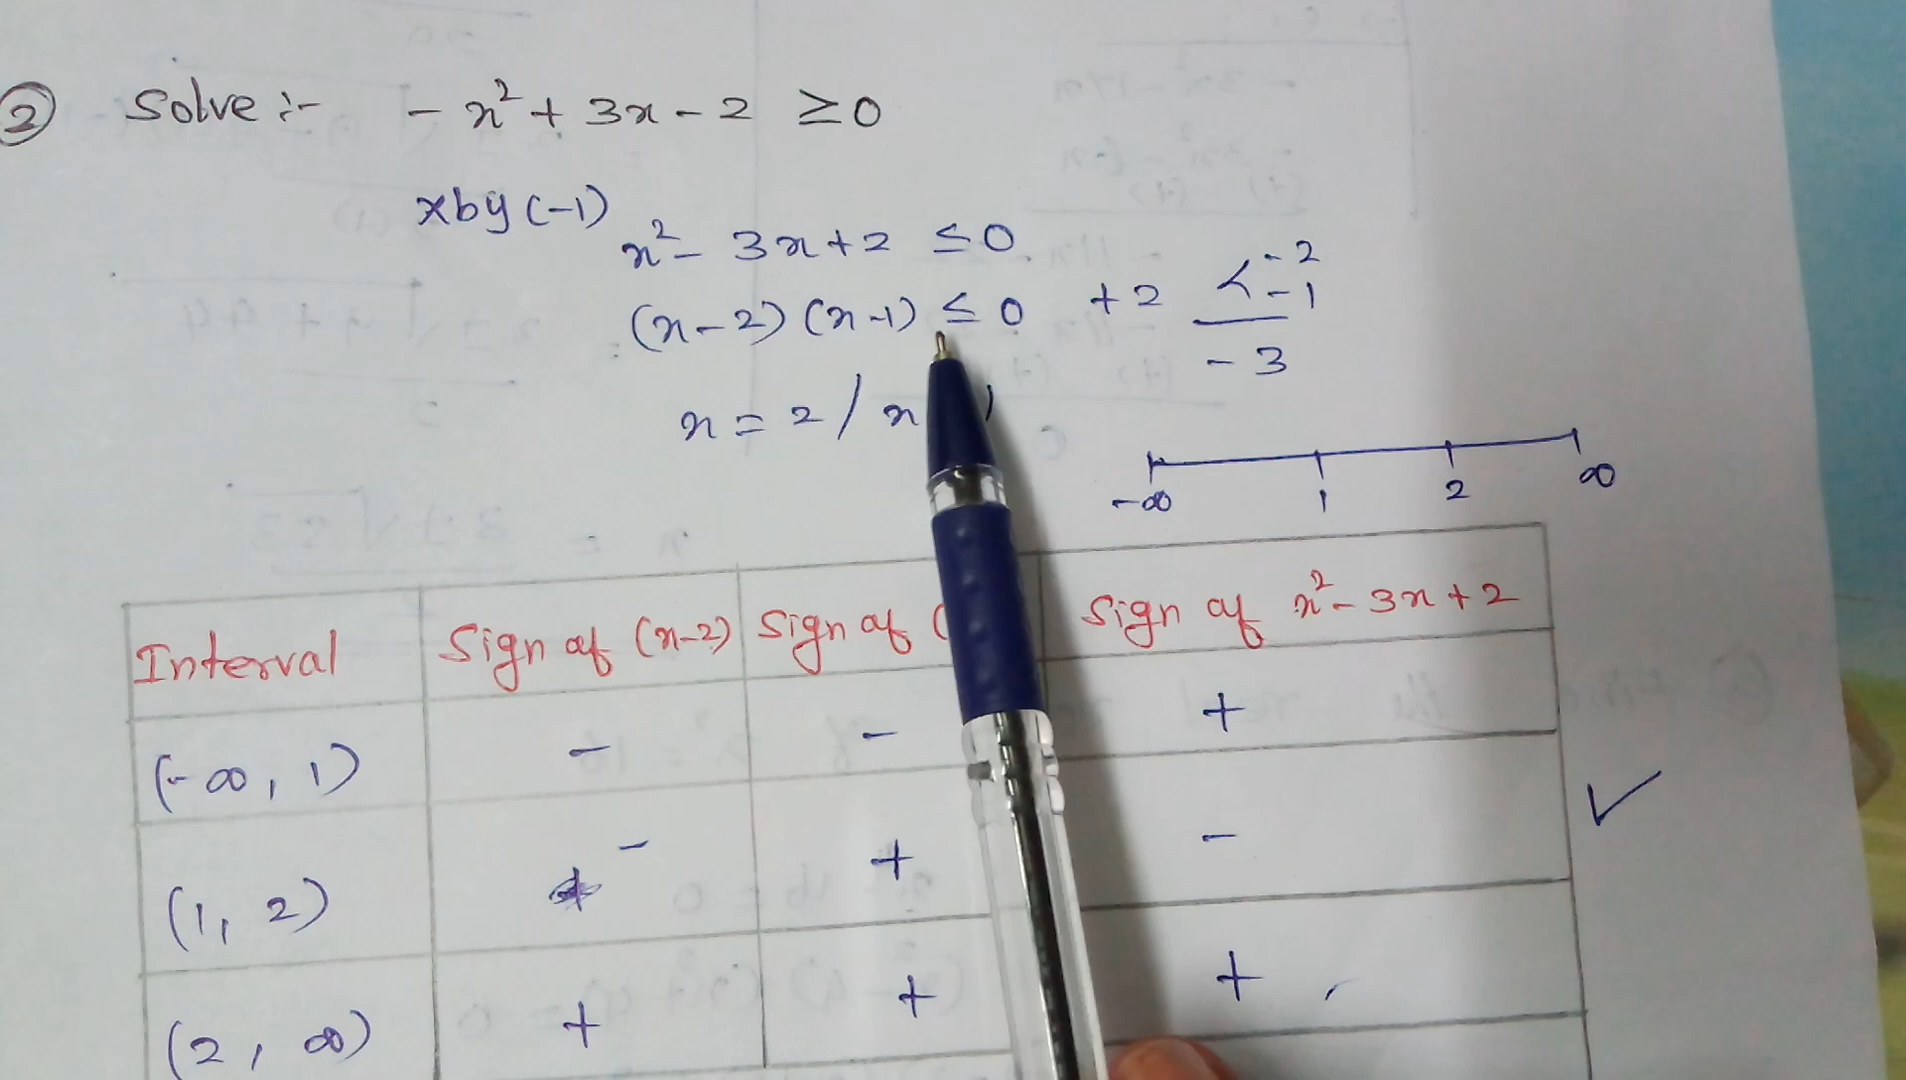 ② Solve :- - x² + 3x - 2 ≥ 0
× by (-1)
x² - 3x + 2 ≤ 0
(x-2) (x-1) ≤ 0
+2 < -2
-1
-3
x = 2 / x
-∞ 1 2 ∞
Interval Sign of (x-2) Sign of ( Sign of x² - 3x + 2
(-∞, 1) - - +
(1, 2) - + - ✓
(2, ∞) + + +